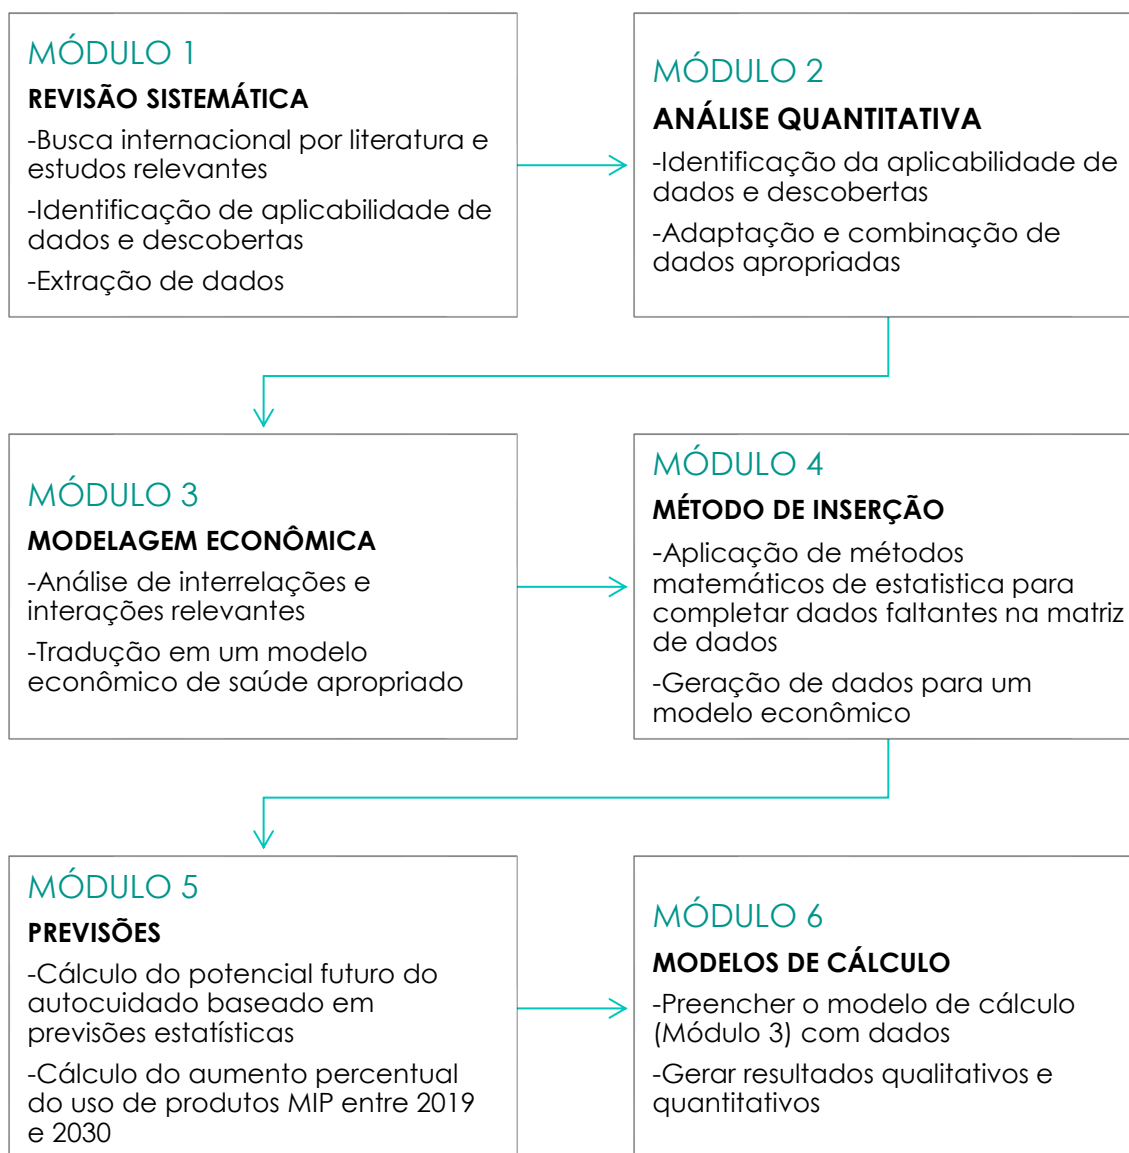 MÓDULO 1
REVISÃO SISTEMÁTICA
-Busca internacional por literatura e
estudos relevantes
-Identificação de aplicabilidade de
dados e descobertas
-Extração de dados
MÓDULO 2
ANÁLISE QUANTITATIVA
-Identificação da aplicabilidade de
dados e descobertas
-Adaptação e combinação de
dados apropriadas
MÓDULO 3
MODELAGEM ECONÔMICA
-Análise de interrelações e
interações relevantes
-Tradução em um modelo
econômico de saúde apropriado
MÓDULO 4
MÉTODO DE INSERÇÃO
-Aplicação de métodos
matemáticos de estatistica para
completar dados faltantes na matriz
de dados
-Geração de dados para um
modelo econômico
MÓDULO 5
PREVISÕES
-Cálculo do potencial futuro do
autocuidado baseado em
previsões estatísticas
-Cálculo do aumento percentual
do uso de produtos MIP entre 2019
e 2030
MÓDULO 6
MODELOS DE CÁLCULO
-Preencher o modelo de cálculo
(Módulo 3) com dados
-Gerar resultados qualitativos e
quantitativos